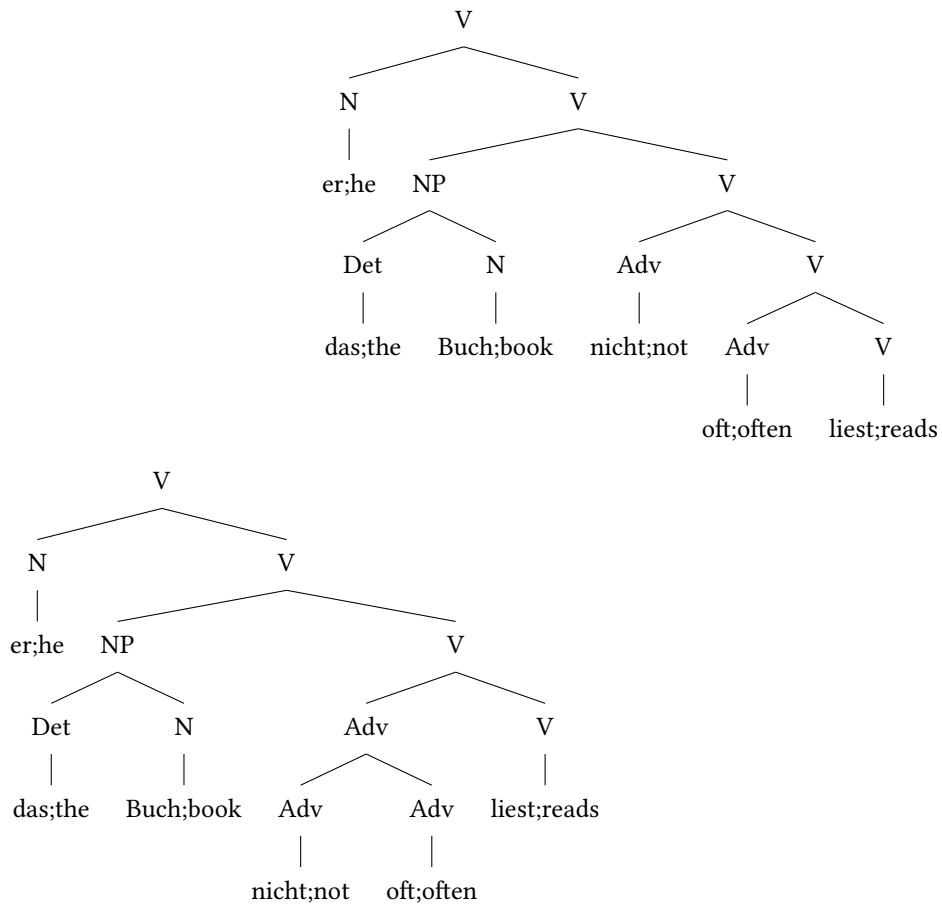 V
N V
er;he NP V
Det N Adv V
das;the Buch;book nicht;not Adv V
oft;often liest;reads
V
N V
er;he NP V
Det N Adv V
das;the Buch;book Adv Adv liest;reads
nicht;not oft;often